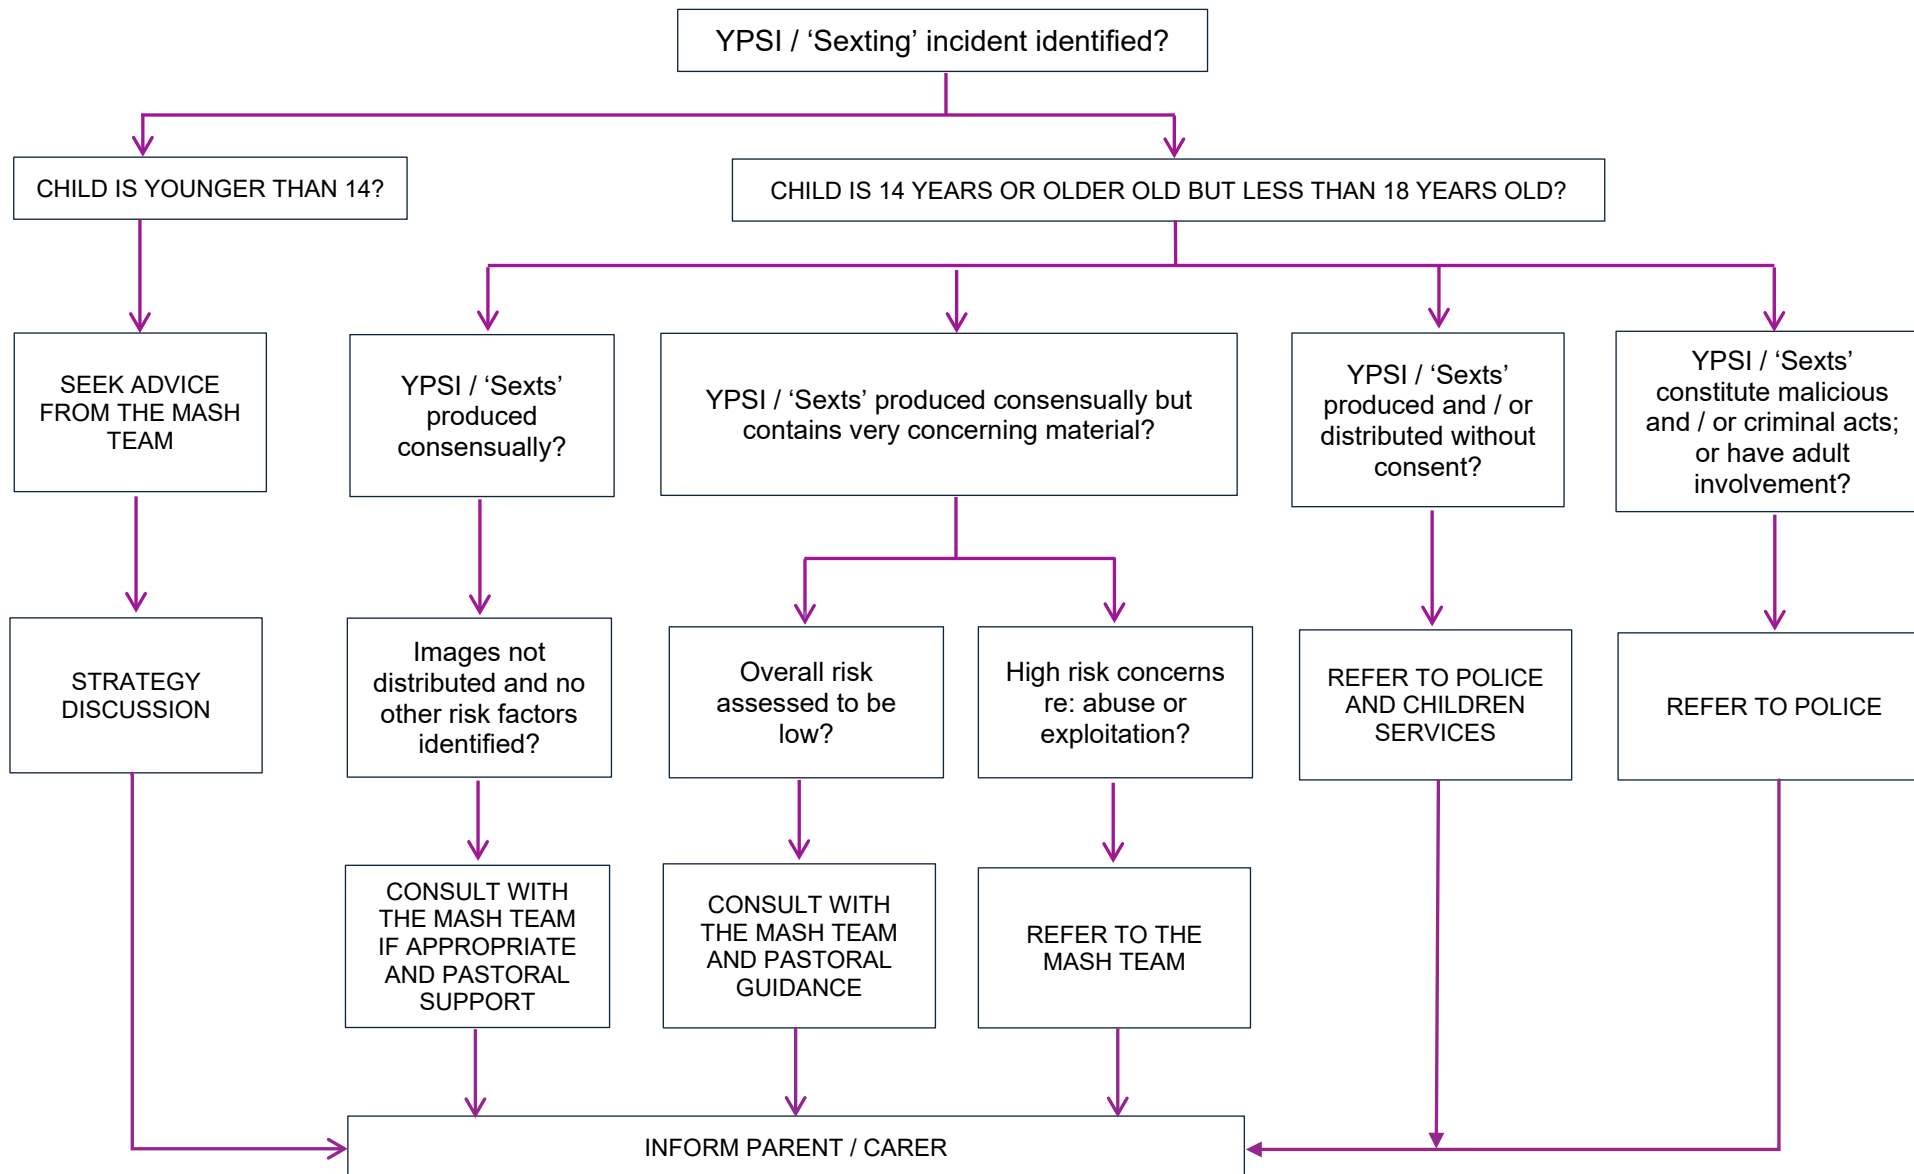 YPSI / ‘Sexting’ incident identified?
CHILD IS YOUNGER THAN 14?
CHILD IS 14 YEARS OR OLDER OLD BUT LESS THAN 18 YEARS OLD?
SEEK ADVICE
FROM THE MASH
TEAM
YPSI / ‘Sexts’
produced
consensually?
YPSI / ‘Sexts’ produced consensually but
contains very concerning material?
YPSI / ‘Sexts’
produced and / or
distributed without
consent?
YPSI / ‘Sexts’
constitute malicious
and / or criminal acts;
or have adult
involvement?
STRATEGY
DISCUSSION
Images not
distributed and no
other risk factors
identified?
Overall risk
assessed to be
low?
High risk concerns
re: abuse or
exploitation?
REFER TO POLICE
AND CHILDREN
SERVICES
REFER TO POLICE
CONSULT WITH
THE MASH TEAM
IF APPROPRIATE
AND PASTORAL
SUPPORT
CONSULT WITH
THE MASH TEAM
AND PASTORAL
GUIDANCE
REFER TO THE
MASH TEAM
INFORM PARENT / CARER